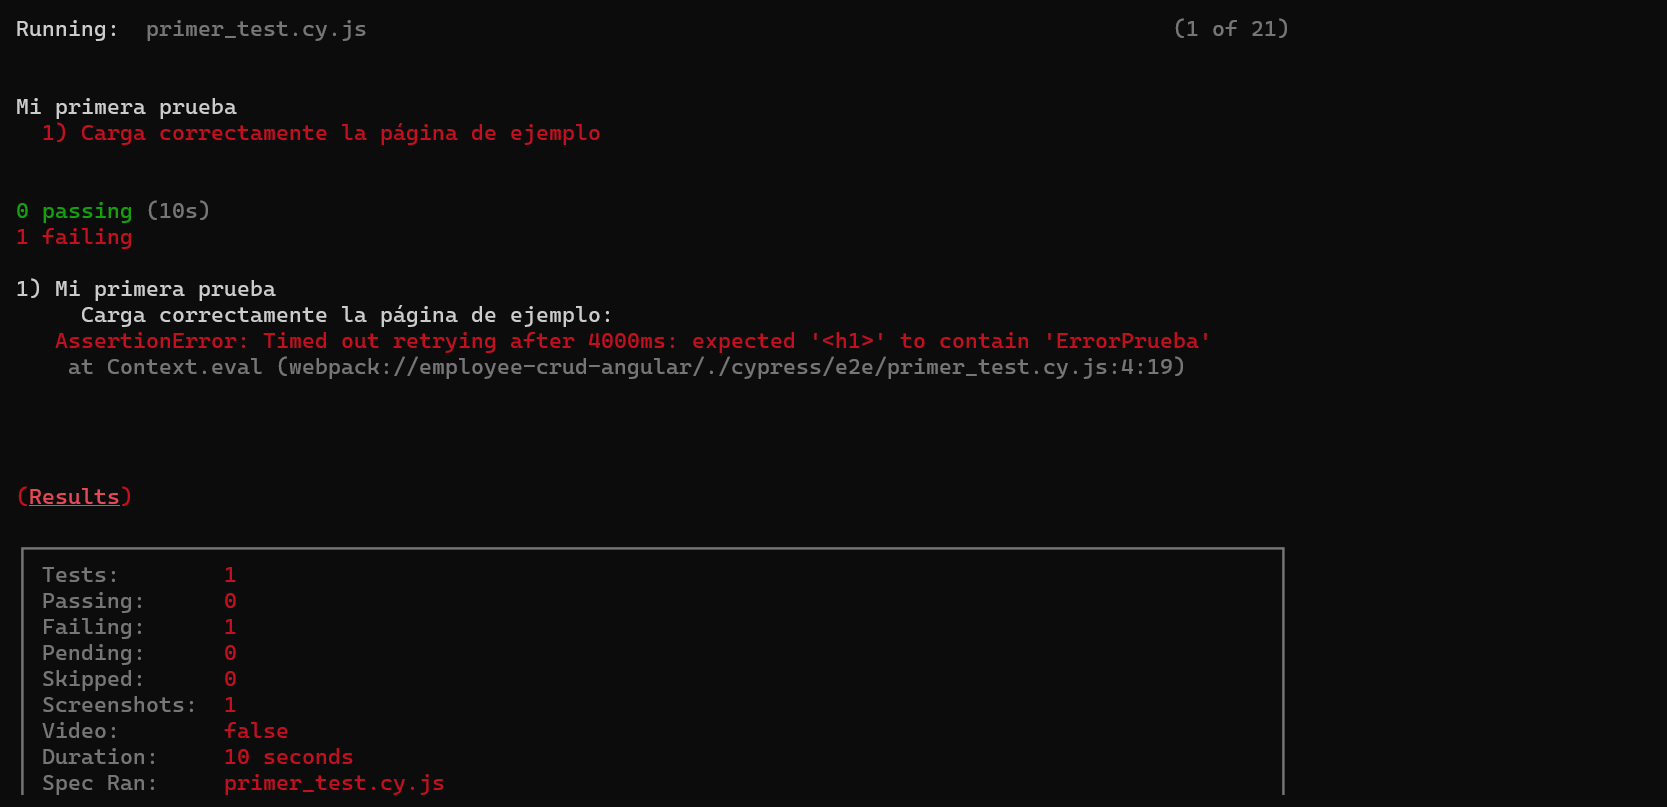 Running:  primer_test.cy.js                                                              (1 of 21)
Mi primera prueba
1) Carga correctamente la página de ejemplo
0 passing (10s)
1 failing
1) Mi primera prueba
Carga correctamente la página de ejemplo:
AssertionError: Timed out retrying after 4000ms: expected '<h1>' to contain 'ErrorPrueba'
at Context.eval (webpack://employee-crud-angular/./cypress/e2e/primer_test.cy.js:4:19)
(Results)
Tests:        1
Passing:      0
Failing:      1
Pending:      0
Skipped:      0
Screenshots:  1
Video:        false
Duration:     10 seconds
Spec Ran:     primer_test.cy.js